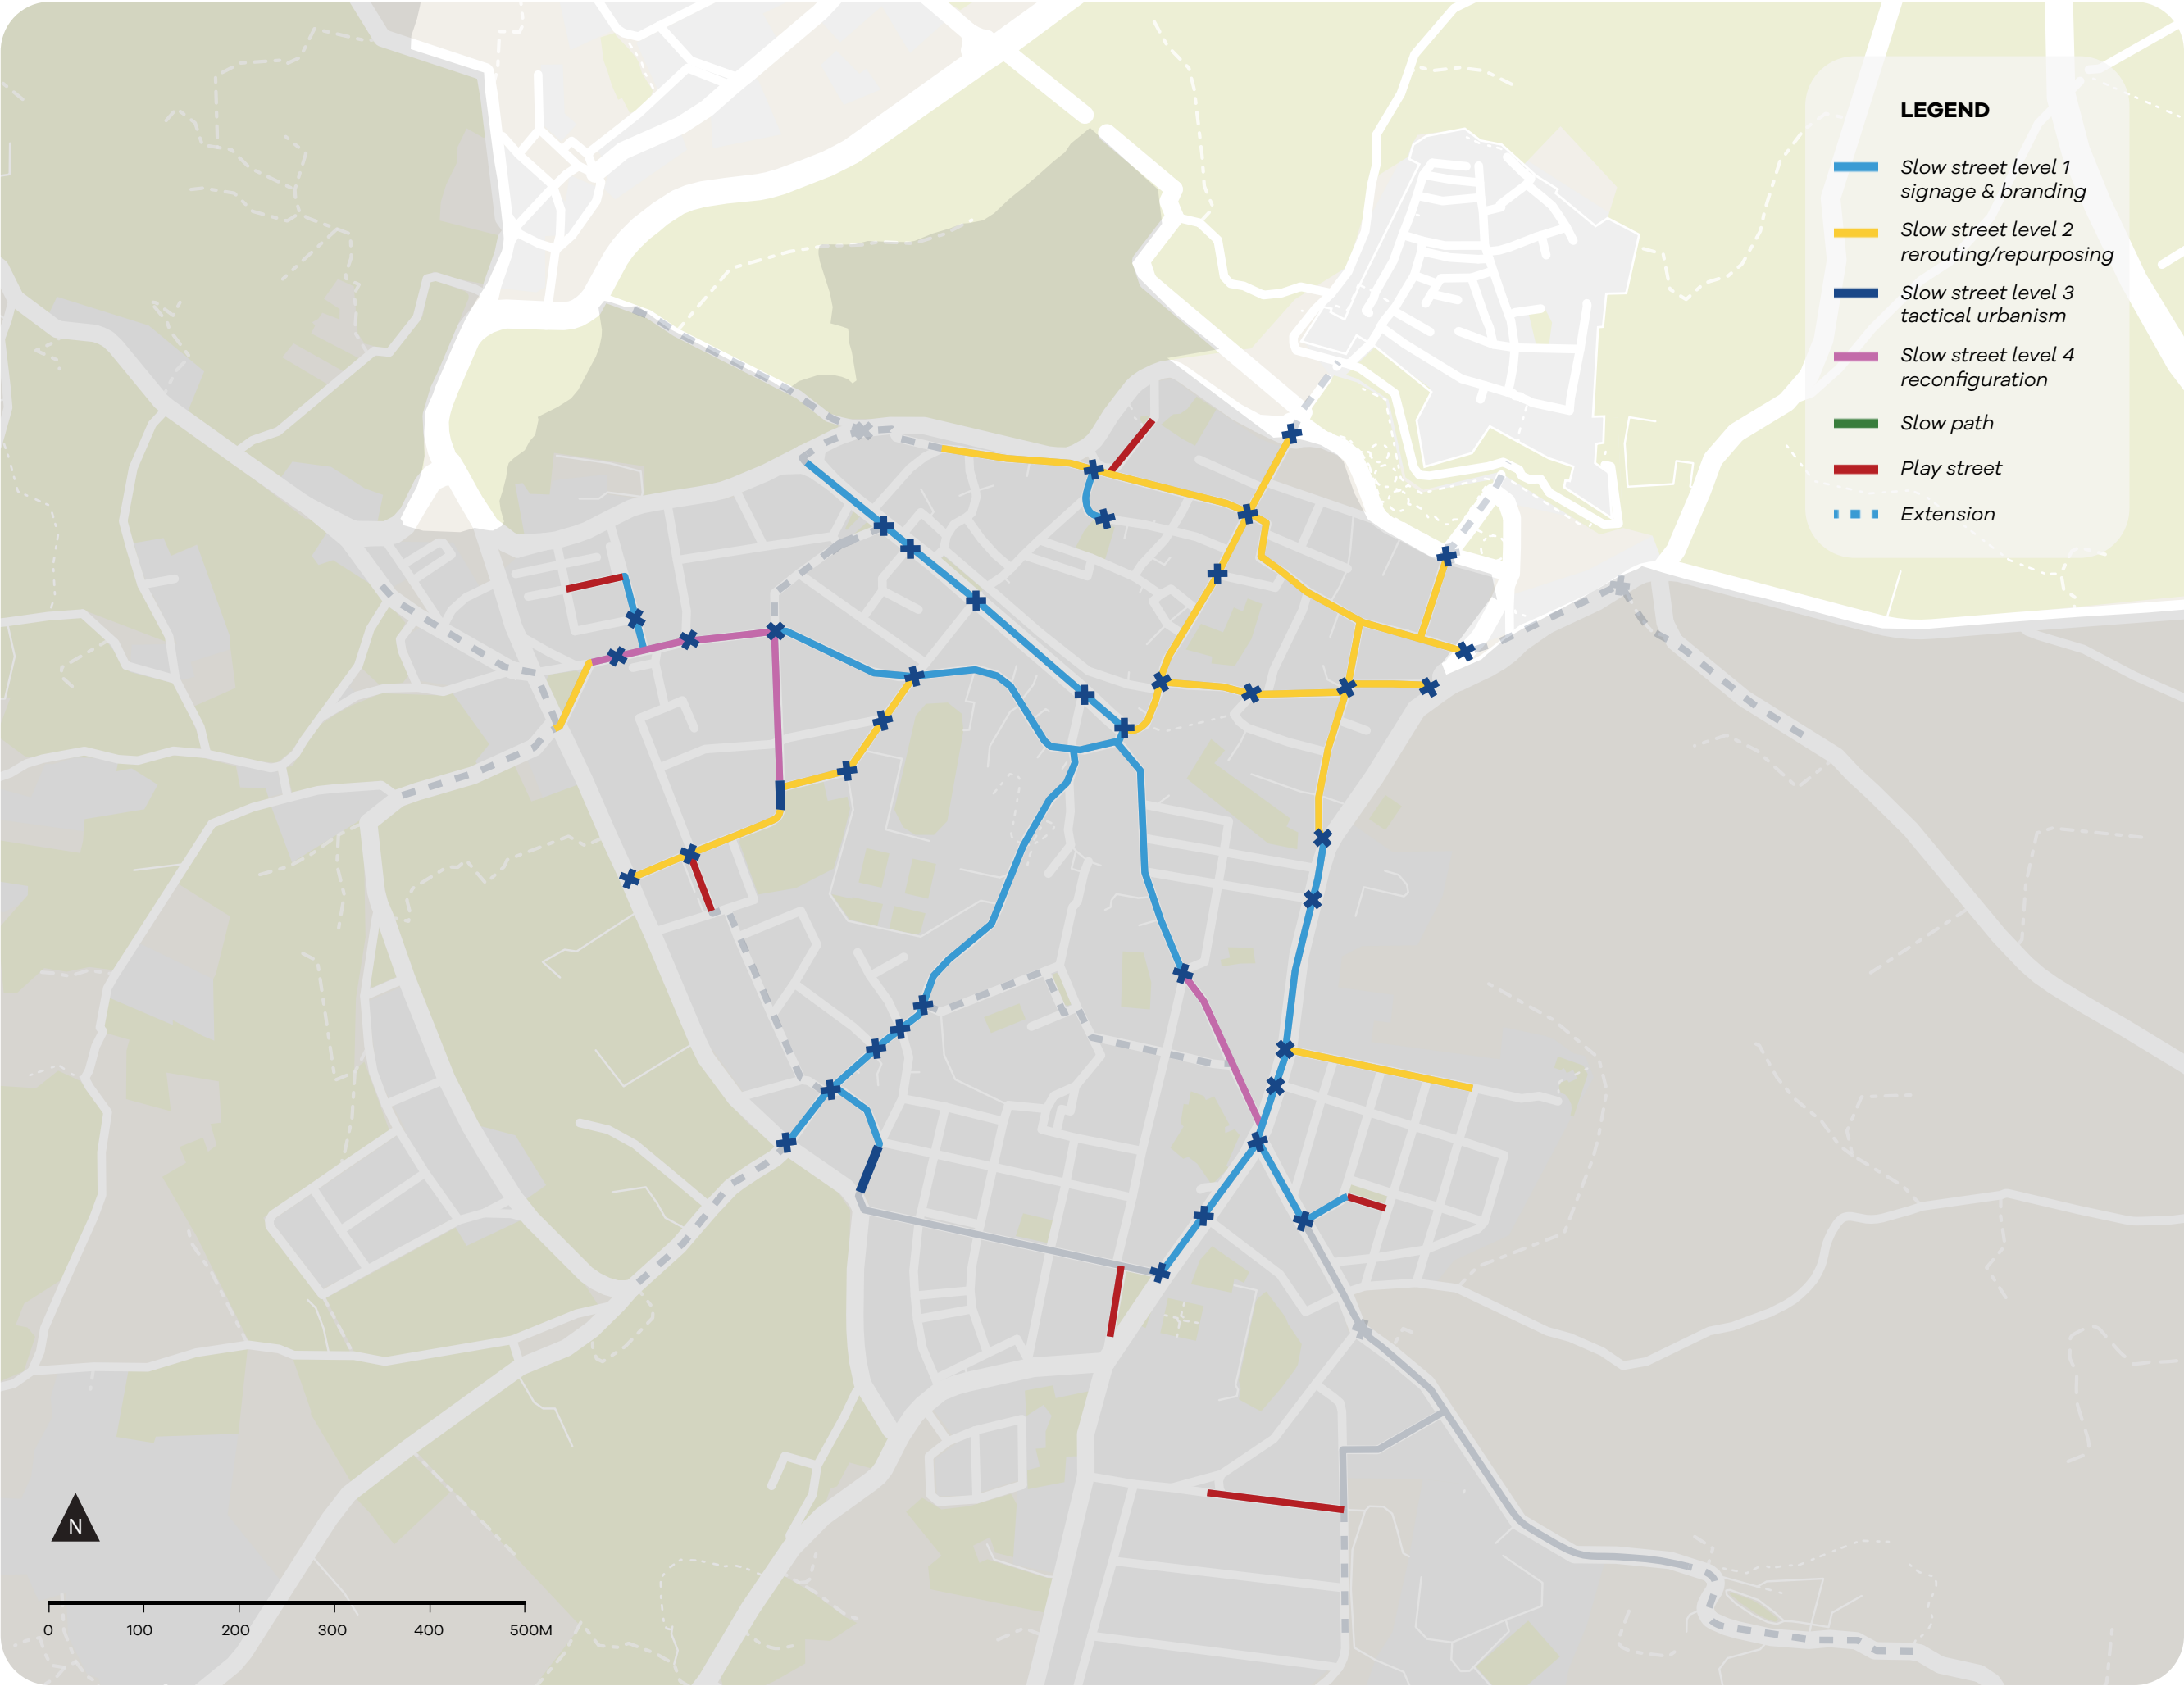 LEGEND
Slow street level 1
signage & branding
Slow street level 2
rerouting/repurposing
Slow street level 3
tactical urbanism
Slow street level 4
reconfiguration
Slow path
Play street
Extension
N
0 100 200 300 400 500M